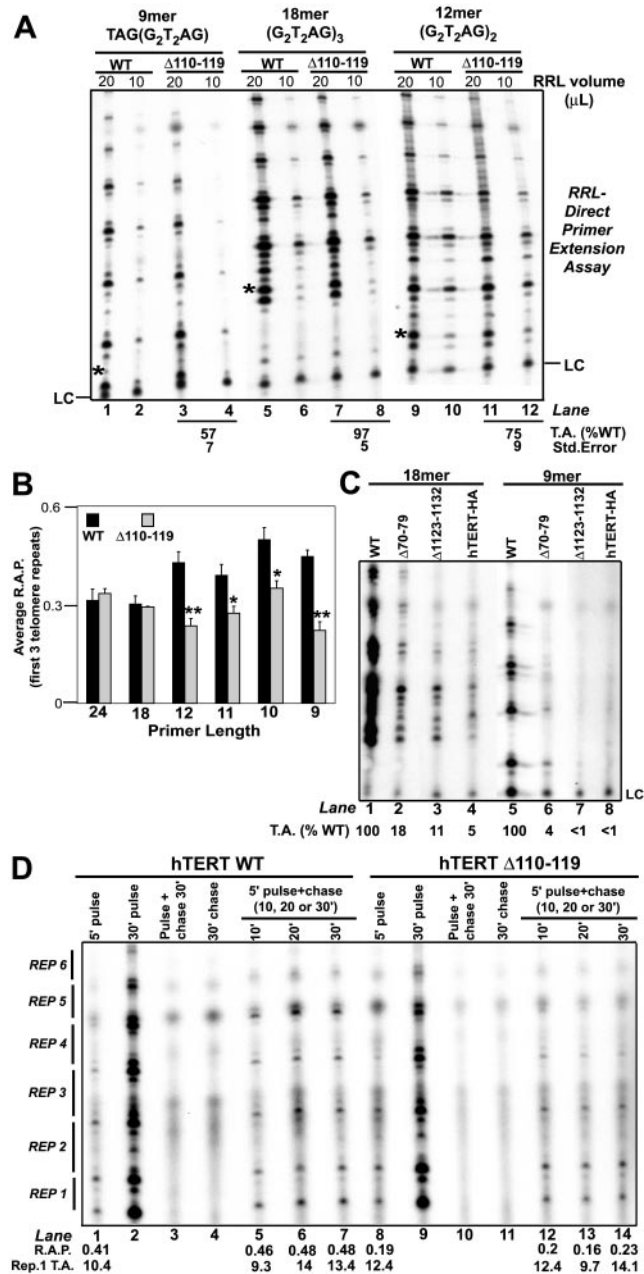 A
9mer
TAG(G2T2AG)
18mer
(G2T2AG)3
12mer
(G2T2AG)2
WT Δ110-119 WT Δ110-119 WT Δ110-119
20 10 20 10 20 10 20 10 20 10 20 10 RRL volume
(μL)
RRL-
Direct
Primer
Extension
Assay
*
*
*
LC
LC
1 2 3 4 5 6 7 8 9 10 11 12 Lane
57 97 75 T.A. (%WT)
7 5 9 Std.Error
B
0.6
0.3
0
Average R.A.P.
(first 3 telomere repeats)
WT Δ110-119
** * * **
24 18 12 11 10 9
Primer Length
C
18mer 9mer
WT Δ70-79 Δ1123-1132 hTERT-HA WT Δ70-79 Δ1123-1132 hTERT-HA
LC
Lane 1 2 3 4 5 6 7 8
T.A. (% WT) 100 18 11 5 100 4 <1 <1
D
hTERT WT hTERT Δ110-119
5' pulse 30' pulse Pulse + chase 30' 30' chase 5' pulse+chase (10, 20 or 30') 10' 20' 30' 5' pulse 30' pulse Pulse + chase 30' 30' chase 5' pulse+chase (10, 20 or 30') 10' 20' 30'
REP 6
REP 5
REP 4
REP 3
REP 2
REP 1
Lane 1 2 3 4 5 6 7 8 9 10 11 12 13 14
R.A.P. 0.41 0.46 0.48 0.48 0.19 0.2 0.16 0.23
Rep.1 T.A. 10.4 9.3 14 13.4 12.4 12.4 9.7 14.1